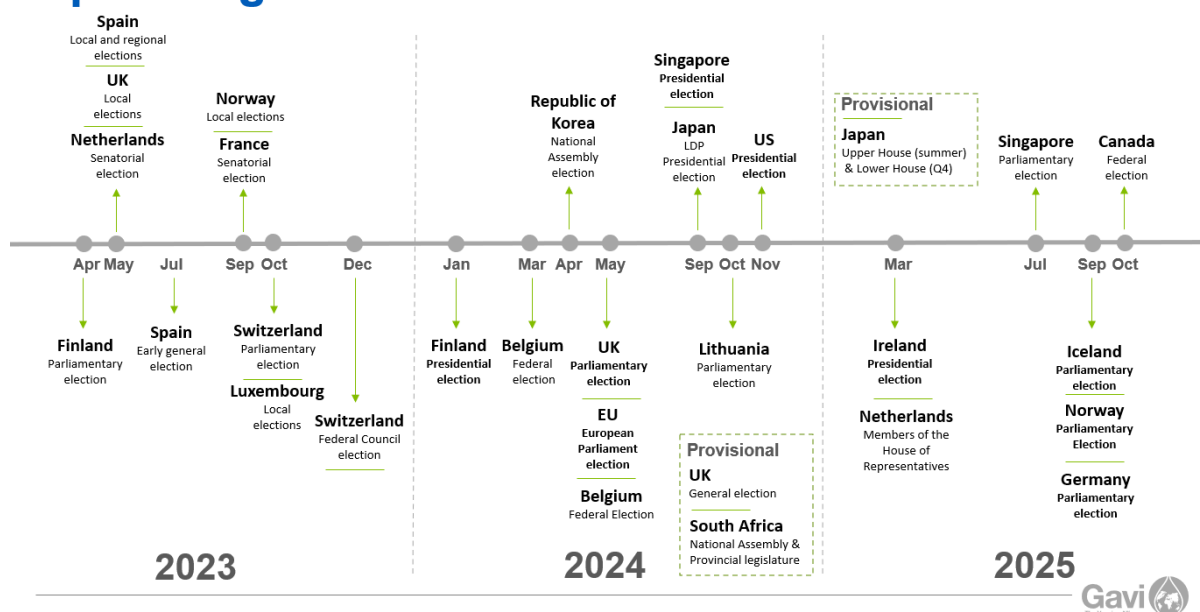 Spain
Local and regional
elections
UK
Local
elections
Netherlands
Senatorial
election
Norway
Local elections
France
Senatorial
election
Republic of
Korea
National
Assembly
election
Singapore
Presidential
election
Japan
LDP
Presidential
election
US
Presidential
election
Provisional
Japan
Upper House (summer)
& Lower House (Q4)
Singapore
Parliamentary
election
Canada
Federal
election
Apr May Jul Sep Oct Dec Jan Mar Apr May Sep Oct Nov Mar Jul Sep Oct
Finland
Parliamentary
election
Spain
Early general
election
Switzerland
Parliamentary
election
Luxembourg
Local
elections
Switzerland
Federal Council
election
Finland
Presidential
election
Belgium
Federal
election
UK
Parliamentary
election
EU
European
Parliament
election
Belgium
Federal Election
Lithuania
Parliamentary
election
Provisional
UK
General election
South Africa
National Assembly &
Provincial legislature
Ireland
Presidential
election
Netherlands
Members of the
House of
Representatives
Iceland
Parliamentary
election
Norway
Parliamentary
Election
Germany
Parliamentary
election
2023
2024
2025
Gavi